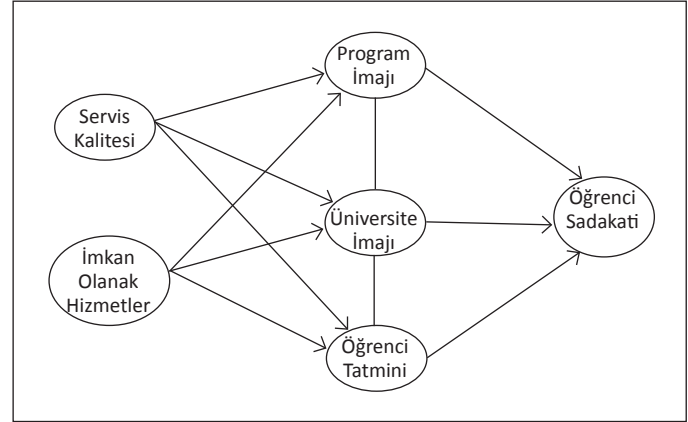 Program
İmajı
Servis
Kalitesi
Üniversite
İmajı
Öğrenci
Sadakati
İmkan
Olanak
Hizmetler
Öğrenci
Tatmini